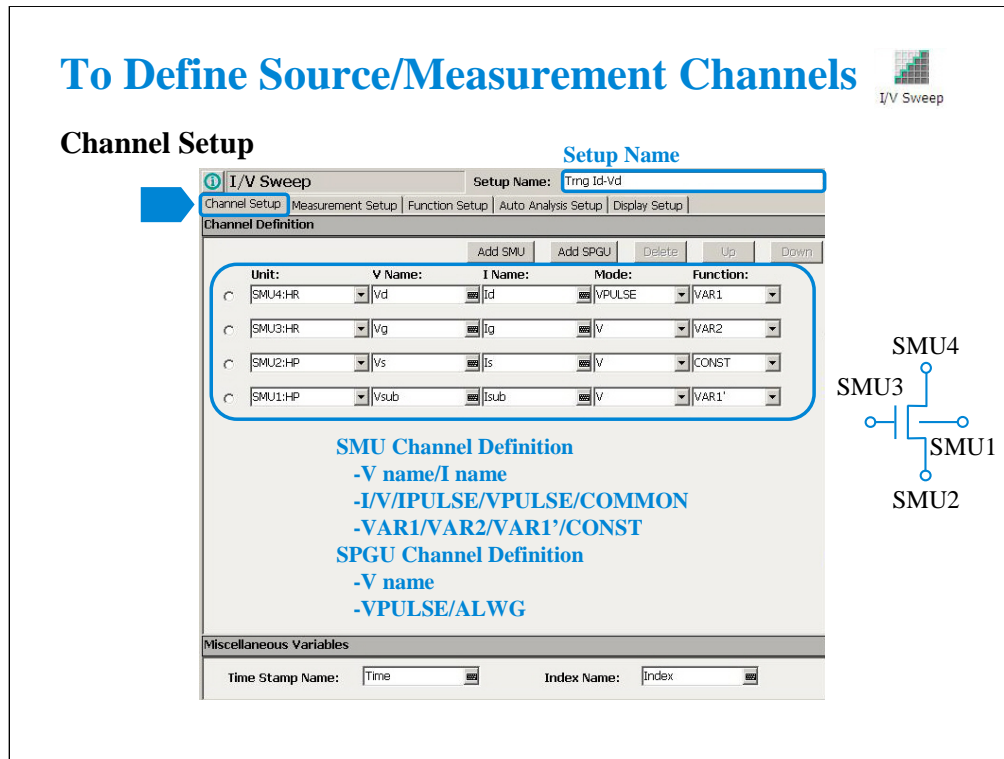 To Define Source/Measurement Channels
I/V Sweep
Channel Setup
Setup Name
I/V Sweep
Setup Name: Trng Id-Vd
Channel Setup Measurement Setup Function Setup Auto Analysis Setup Display Setup
Channel Definition
Add SMU Add SPGU Delete Up Down
Unit: V Name: I Name: Mode: Function:
SMU4:HR Vd Id VPULSE VAR1
SMU3:HR Vg Ig V VAR2
SMU2:HP Vs Is V CONST
SMU1:HP Vsub Isub V VAR1'
SMU4
SMU3
SMU1
SMU2
SMU Channel Definition
-V name/I name
-I/V/IPULSE/VPULSE/COMMON
-VAR1/VAR2/VAR1’/CONST
SPGU Channel Definition
-V name
-VPULSE/ALWG
Miscellaneous Variables
Time Stamp Name: Time Index Name: Index